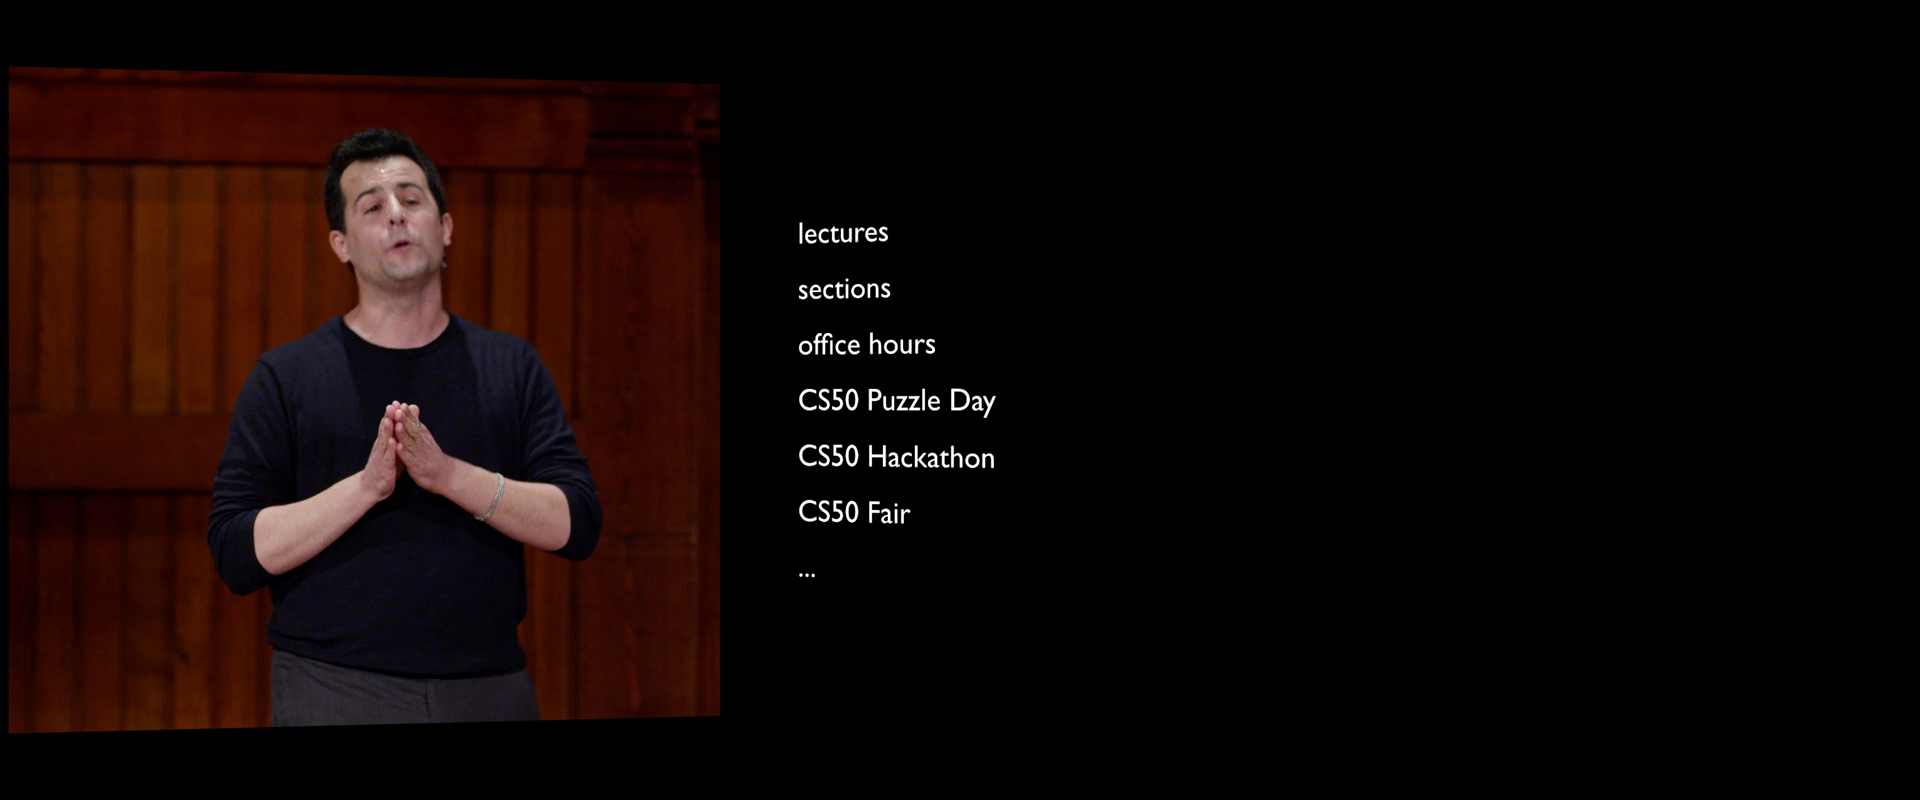 lectures
sections
office hours
CS50 Puzzle Day
CS50 Hackathon
CS50 Fair
...